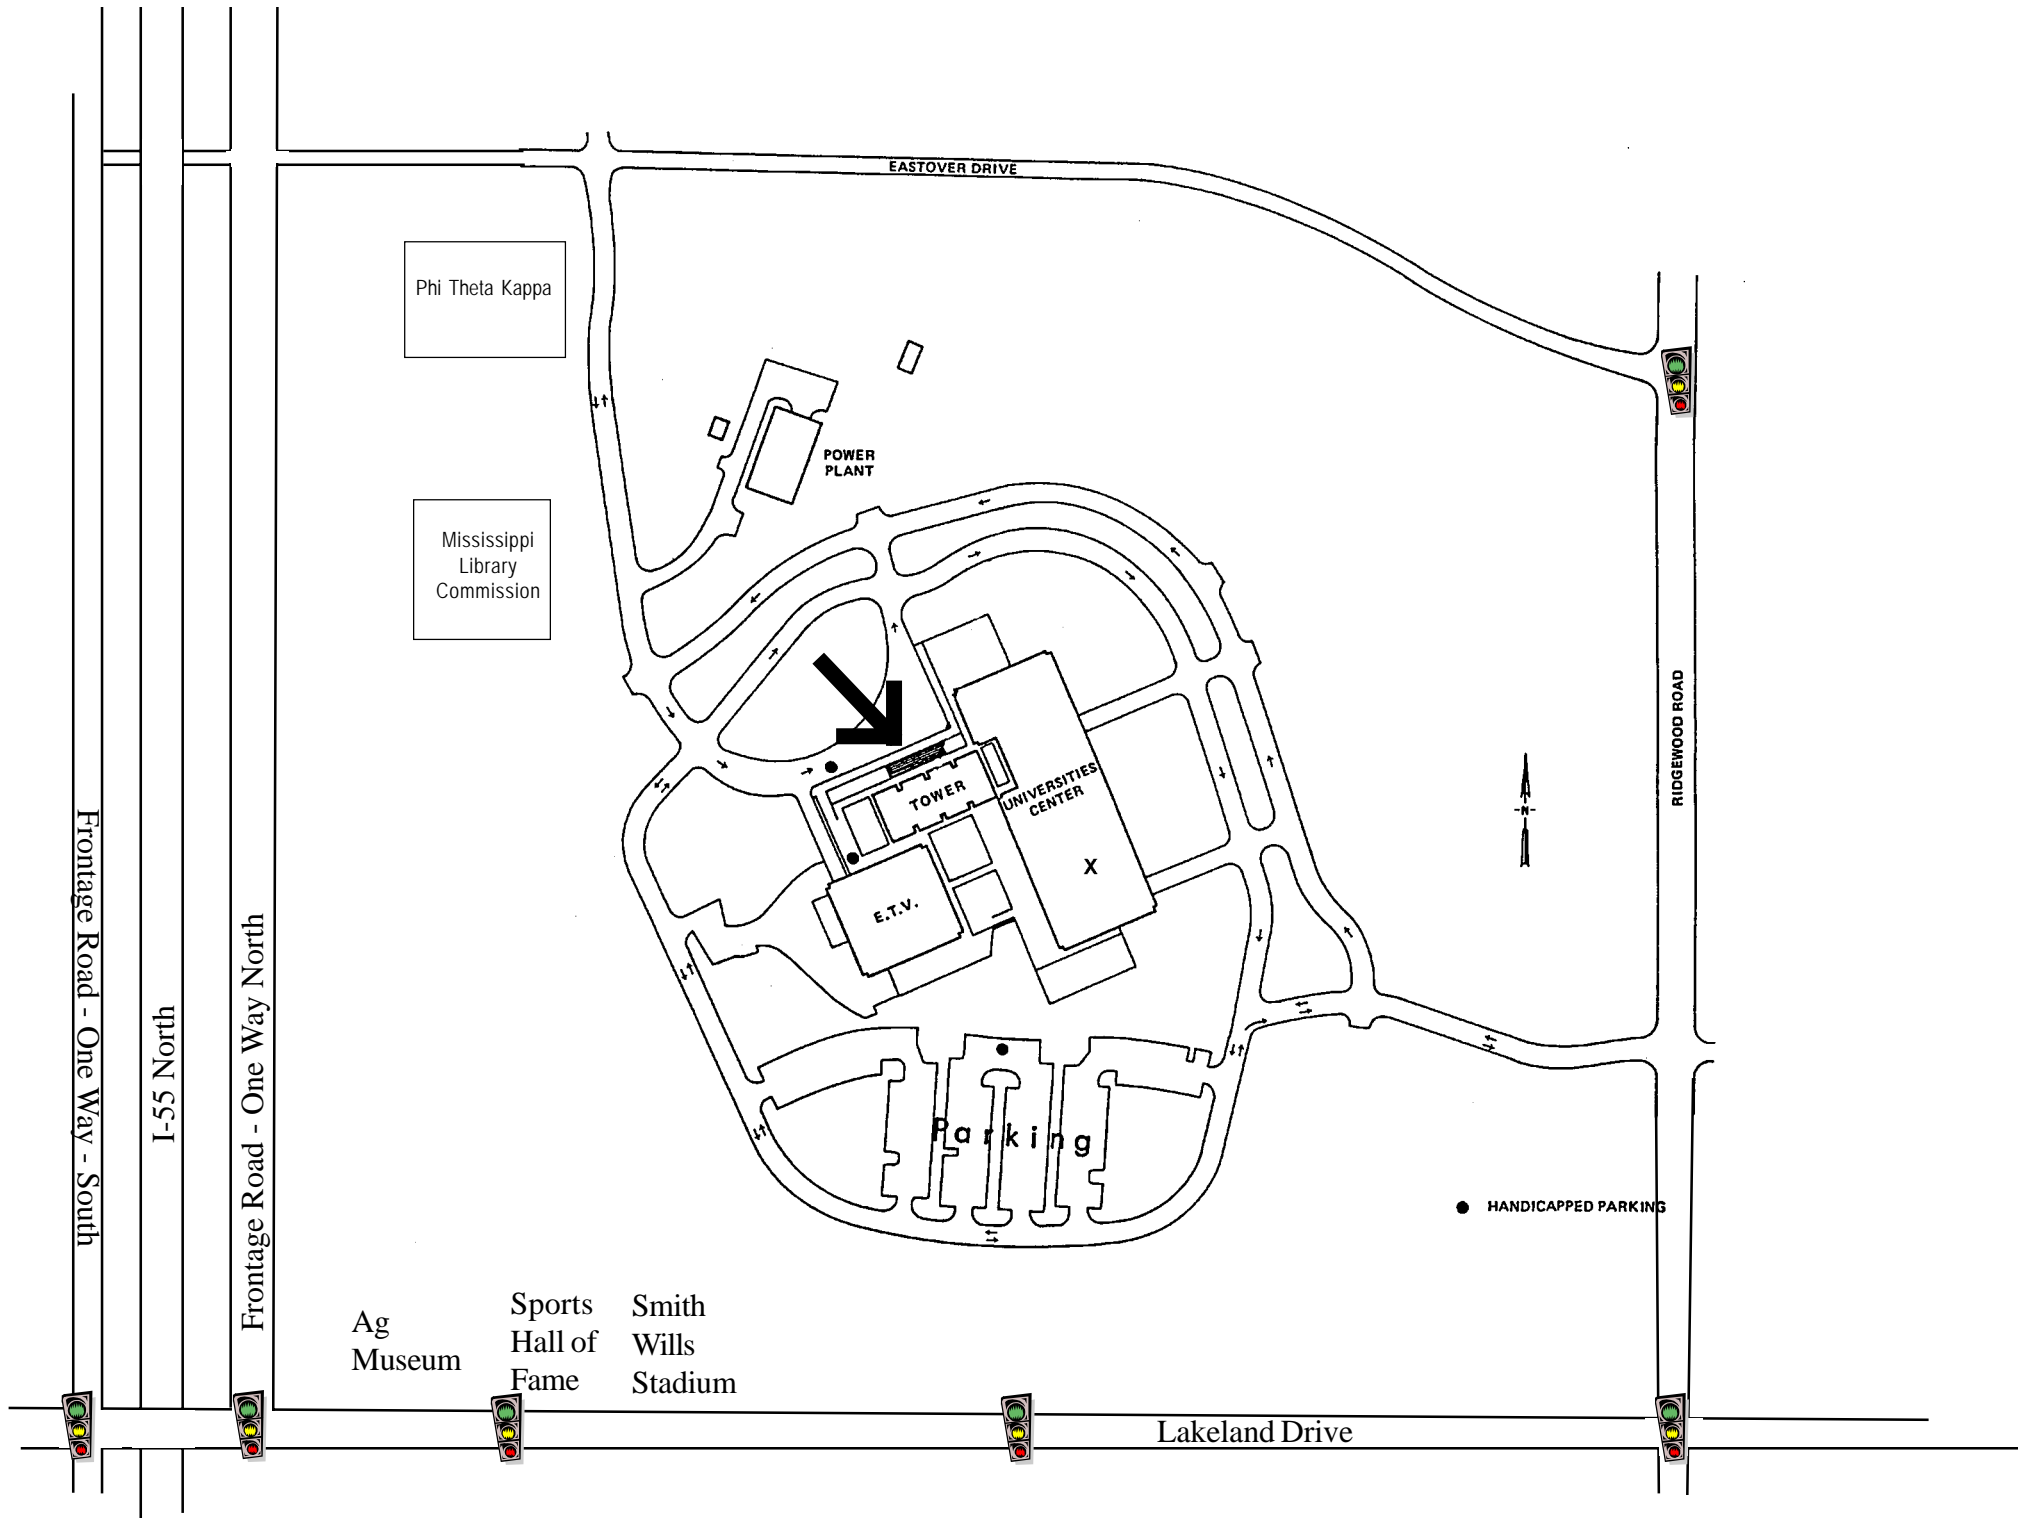 EASTOVER DRIVE
Phi Theta Kappa
POWER
PLANT
Mississippi
Library
Commission
RIDGEWOOD ROAD
TOWER
UNIVERSITIES
CENTER
-N-
X
E.T.V.
Frontage Road - One Way - South
I-55 North
Frontage Road - One Way North
Parking
HANDICAPPED PARKING
Ag
Museum
Sports
Hall of
Fame
Smith
Wills
Stadium
Lakeland Drive